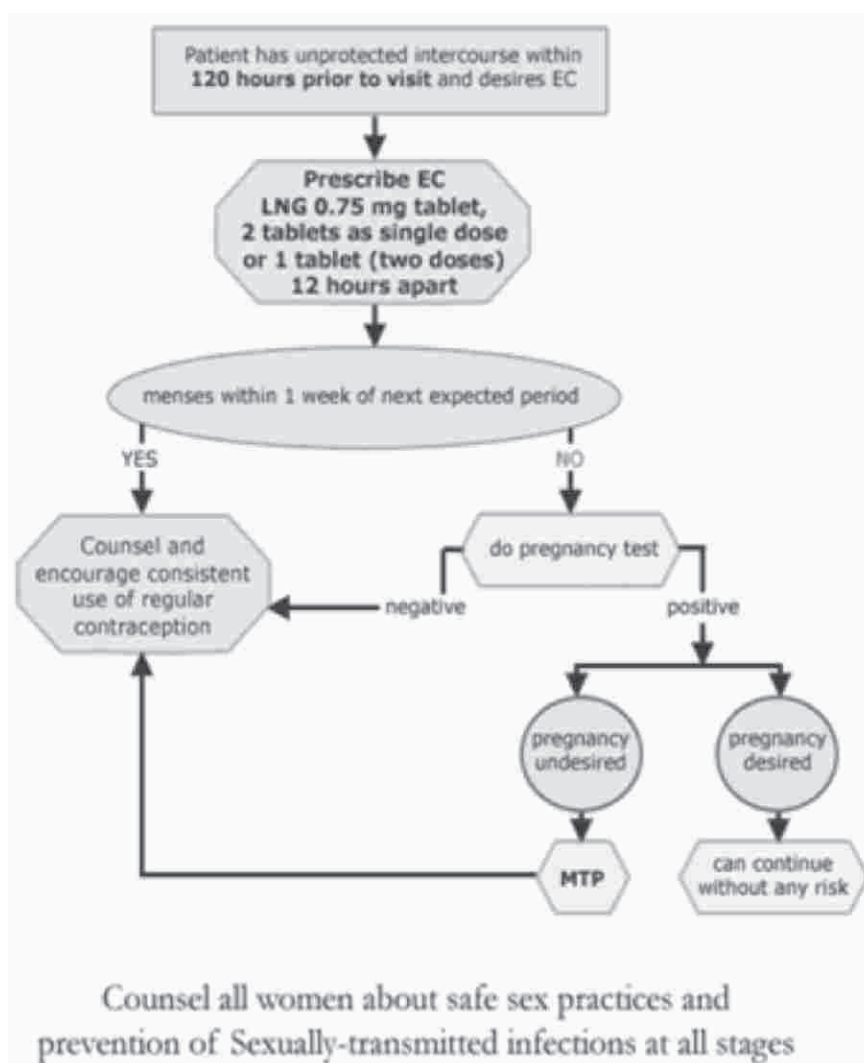 Patient has unprotected intercourse within
120 hours prior to visit and desires EC
Prescribe EC
LNG 0.75 mg tablet,
2 tablets as single dose
or 1 tablet (two doses)
12 hours apart
menses within 1 week of next expected period
YES
NO
Counsel and
encourage consistent
use of regular
contraception
do pregnancy test
negative
positive
pregnancy
undesired
pregnancy
desired
MTP
can continue
without any risk
Counsel all women about safe sex practices and
prevention of Sexually-transmitted infections at all stages